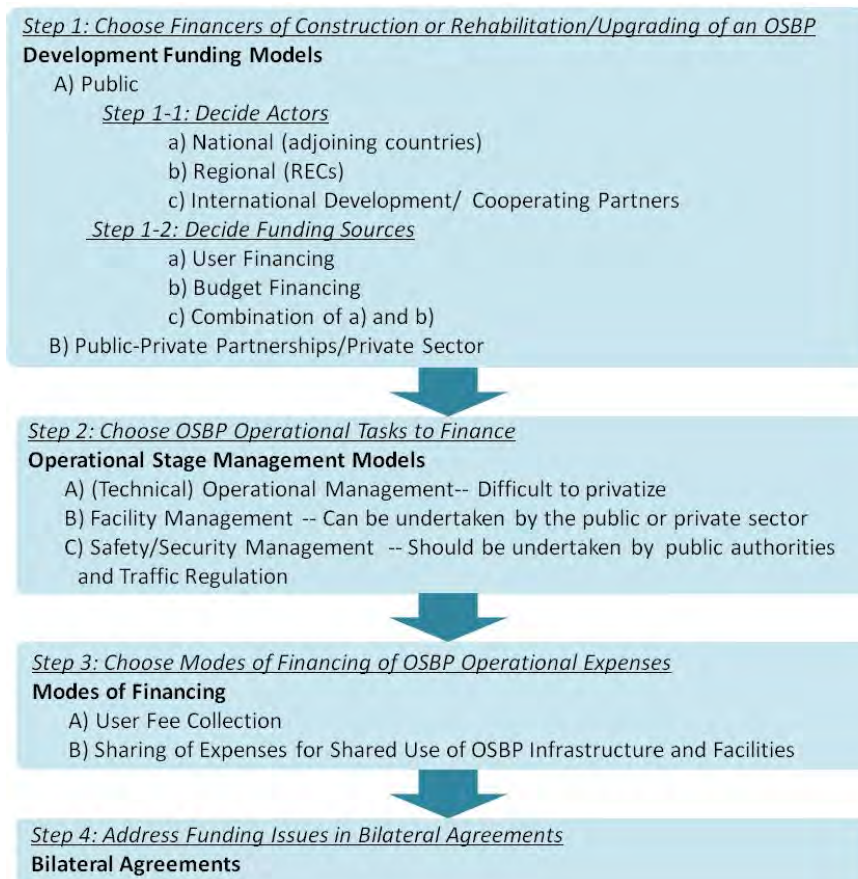 Step 1: Choose Financers of Construction or Rehabilitation/Upgrading of an OSBP
Development Funding Models
A) Public
Step 1-1: Decide Actors
a) National (adjoining countries)
b) Regional (RECs)
c) International Development/ Cooperating Partners
Step 1-2: Decide Funding Sources
a) User Financing
b) Budget Financing
c) Combination of a) and b)
B) Public-Private Partnerships/Private Sector
Step 2: Choose OSBP Operational Tasks to Finance
Operational Stage Management Models
A) (Technical) Operational Management-- Difficult to privatize
B) Facility Management -- Can be undertaken by the public or private sector
C) Safety/Security Management -- Should be undertaken by public authorities
and Traffic Regulation
Step 3: Choose Modes of Financing of OSBP Operational Expenses
Modes of Financing
A) User Fee Collection
B) Sharing of Expenses for Shared Use of OSBP Infrastructure and Facilities
Step 4: Address Funding Issues in Bilateral Agreements
Bilateral Agreements